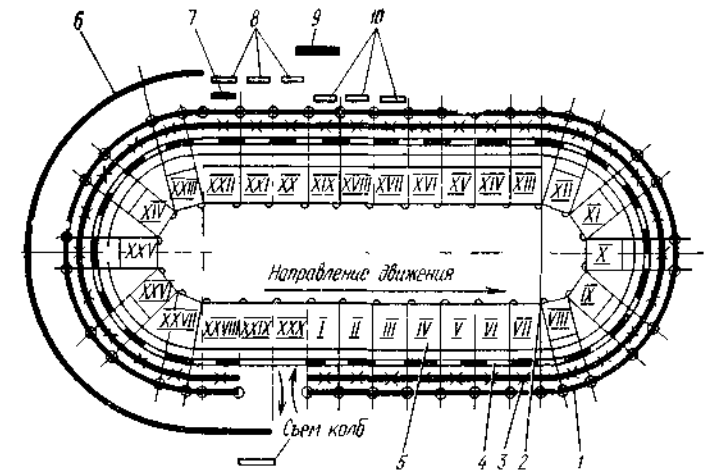 6 7 8 9 10
XXIII XXII XXI XX XIX XVIII XVII XVI XV XIV XIII XII
XIV XI
XXV X
Направление движения
XXV IX
XXVII XXVIII XXIX XXX I II III IV V VI VII VIII
Съем колб
5 4 3 2 1